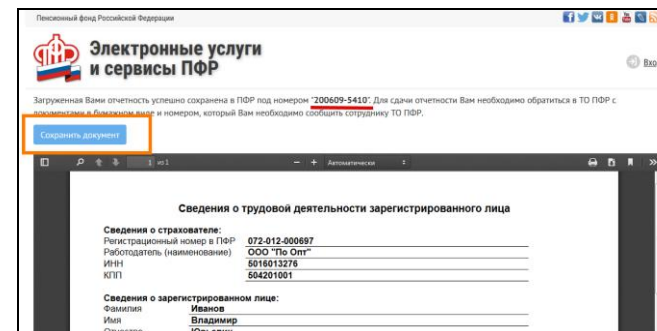 Пенсионный фонд Российской Федерации
Электронные услуги
и сервисы ПФР
Вхо
Загруженная Вами отчетность успешно сохранена в ПФР под номером "200609-5410". Для сдачи отчетности Вам необходимо обратиться в ТО ПФР с
документами в бумажном виде и номером, который Вам необходимо сообщить сотруднику ТО ПФР.
Сохранить документ
1 из 1 − + Автоматически
Сведения о трудовой деятельности зарегистрированного лица
Сведения о страхователе:
Регистрационный номер в ПФР 072-012-000697
Работодатель (наименование) ООО "По Опт"
ИНН 5016013276
КПП 504201001
Сведения о зарегистрированном лице:
Фамилия Иванов
Имя Владимир